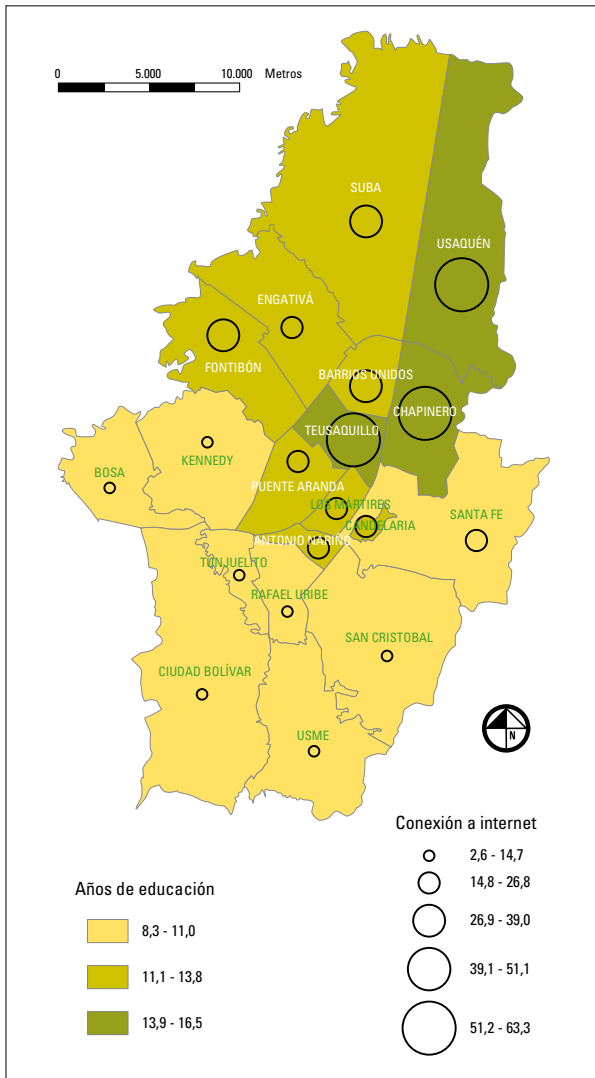 0 5.000 10.000 Metros
SUBA
USAQUÉN
ENGATIVÁ
FONTIBÓN
BARRIOS UNIDOS
CHAPINERO
TEUSAQUILLO
KENNEDY
BOSA
PUENTE ARANDA
LOS MÁRTIRES
SANTA FE
CANDELARIA
ANTONIO NARIÑO
TUNJUELITO
RAFAEL URIBE
SAN CRISTOBAL
CIUDAD BOLÍVAR
USME
N
Conexión a internet
2,6 - 14,7
14,8 - 26,8
26,9 - 39,0
39,1 - 51,1
51,2 - 63,3
Años de educación
8,3 - 11,0
11,1 - 13,8
13,9 - 16,5